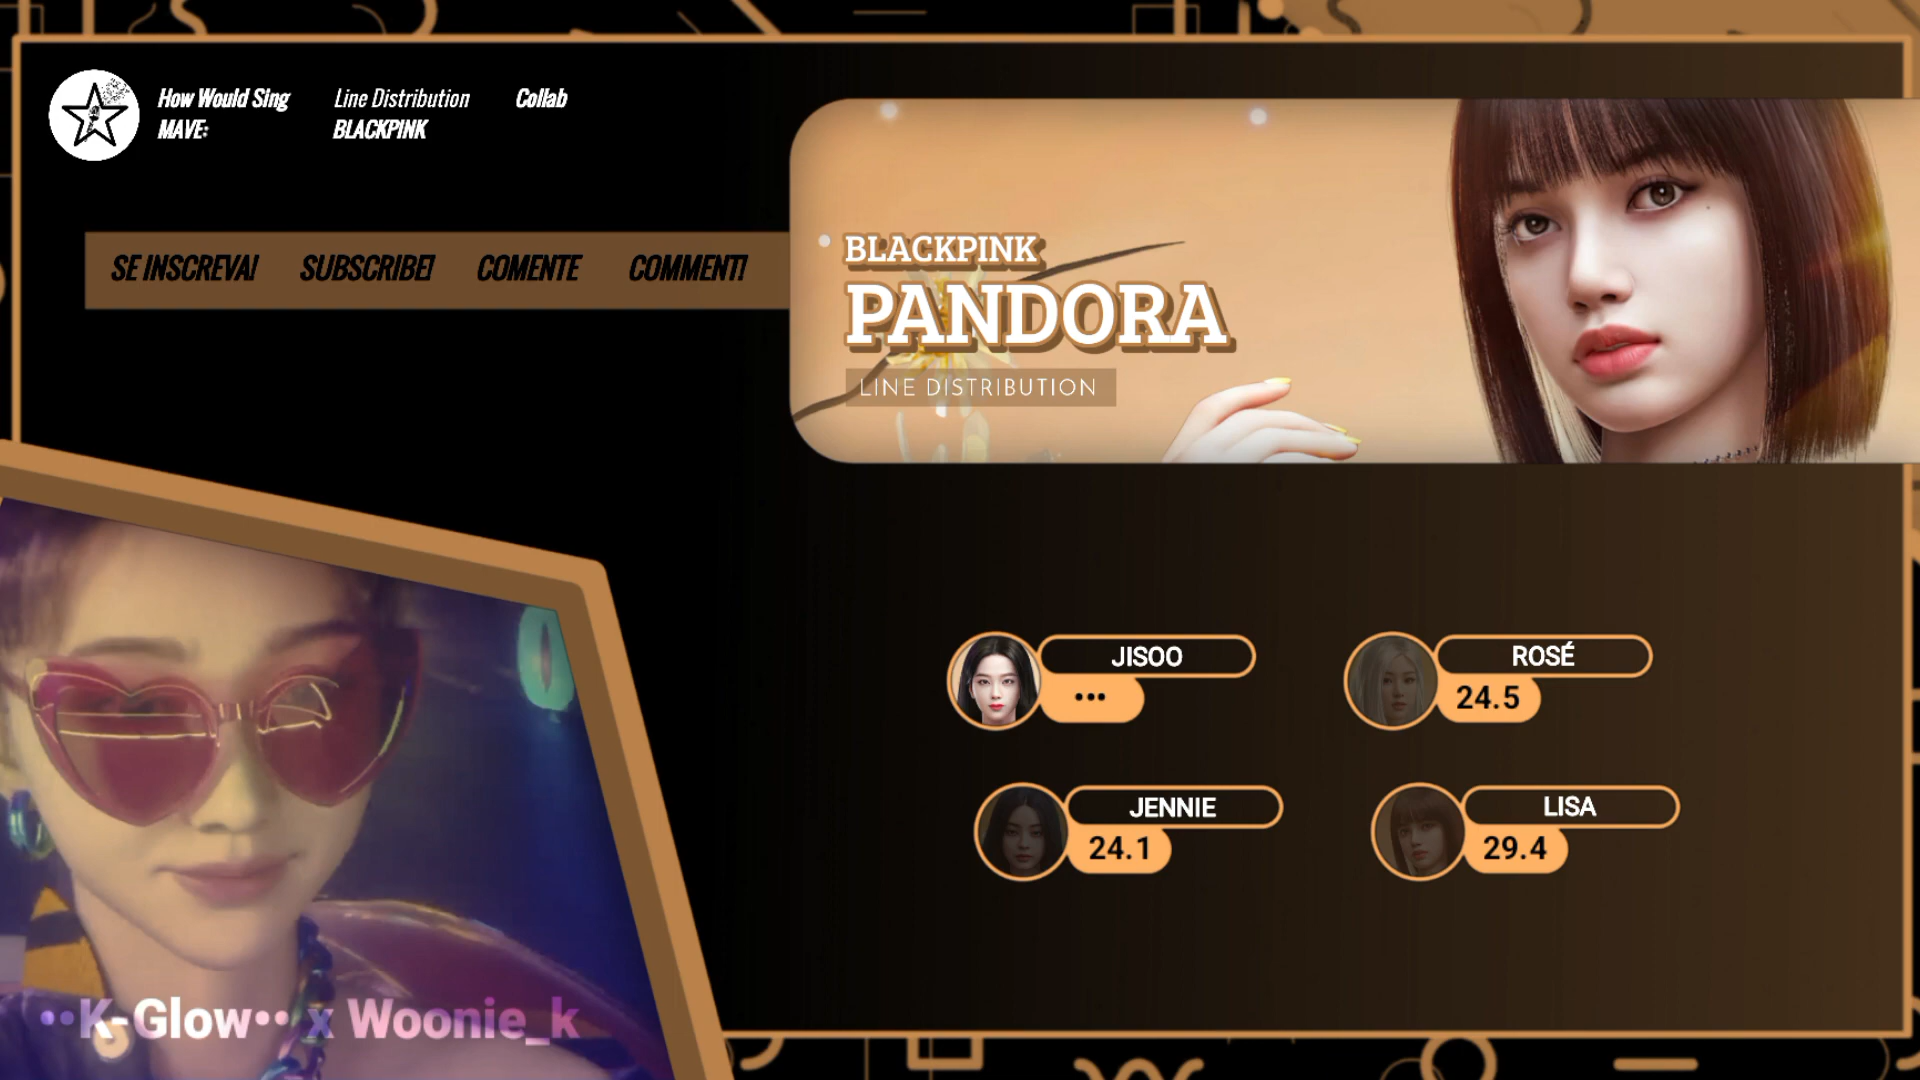 How Would Sing
MAVE:
Line Distribution
BLACKPINK
Collab
SE INSCREVA! SUBSCRIBE! COMENTE COMMENT!
BLACKPINK
PANDORA
LINE DISTRIBUTION
JISOO
•••
ROSÉ
24.5
JENNIE
24.1
LISA
29.4
••K-Glow•• x Woonie_k